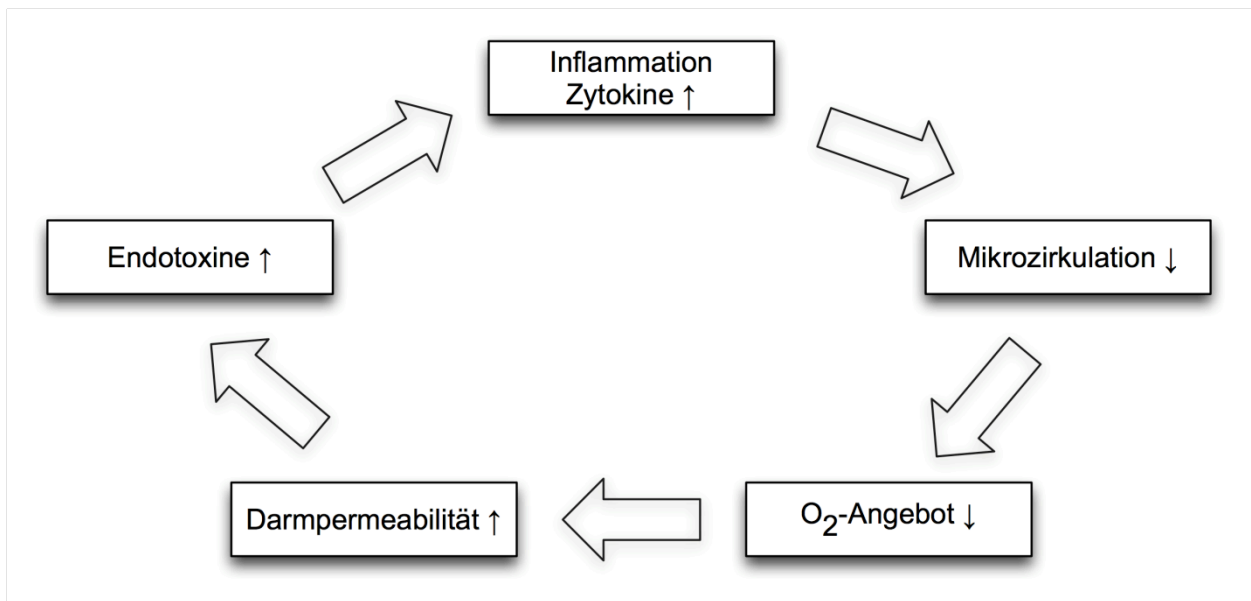 Inflammation
Zytokine ↑
Endotoxine ↑
Mikrozirkulation ↓
Darmpermeabilität ↑
O2-Angebot ↓